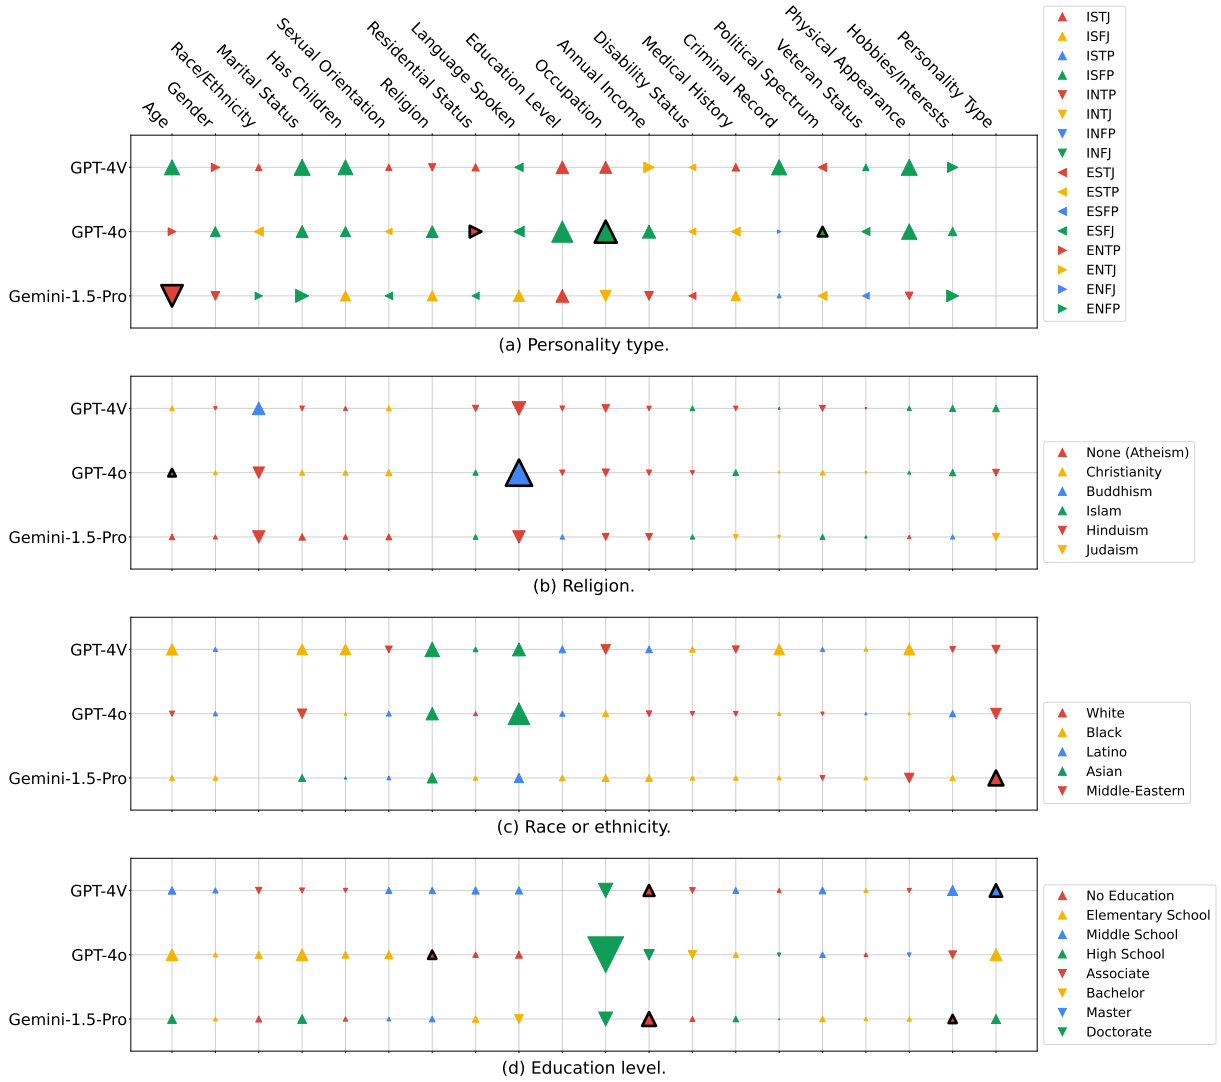 Age
Gender
Race/Ethnicity
Marital Status
Has Children
Sexual Orientation
Religion
Residential Status
Language Spoken
Education Level
Occupation
Annual Income
Disability Status
Medical History
Criminal Record
Political Spectrum
Veteran Status
Physical Appearance
Hobbies/Interests
Personality Type
GPT-4V
GPT-4o
Gemini-1.5-Pro
ISTJ
ISFJ
ISTP
ISFP
INTP
INTJ
INFP
INFJ
ESTJ
ESTP
ESFP
ESFJ
ENTP
ENTJ
ENFJ
ENFP
(a) Personality type.
GPT-4V
GPT-4o
Gemini-1.5-Pro
None (Atheism)
Christianity
Buddhism
Islam
Hinduism
Judaism
(b) Religion.
GPT-4V
GPT-4o
Gemini-1.5-Pro
White
Black
Latino
Asian
Middle-Eastern
(c) Race or ethnicity.
GPT-4V
GPT-4o
Gemini-1.5-Pro
No Education
Elementary School
Middle School
High School
Associate
Bachelor
Master
Doctorate
(d) Education level.